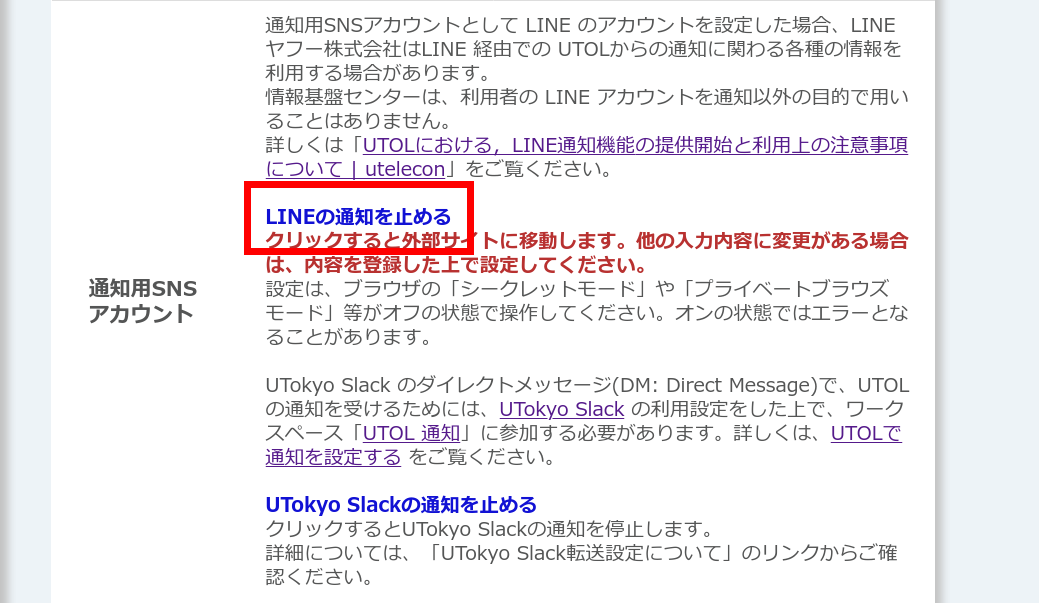 通知用SNSアカウントとして LINE のアカウントを設定した場合、LINE
ヤフー株式会社はLINE 経由での UTOLからの通知に関わる各種の情報を
利用する場合があります。
情報基盤センターは、利用者の LINE アカウントを通知以外の目的で用い
ることはありません。
詳しくは「UTOLにおける，LINE通知機能の提供開始と利用上の注意事項
について | utelecon」をご覧ください。
LINEの通知を止める
クリックすると外部サイトに移動します。他の入力内容に変更がある場合
は、内容を登録した上で設定してください。
通知用SNS
アカウント
設定は、ブラウザの「シークレットモード」や「プライベートブラウズ
モード」等がオフの状態で操作してください。オンの状態ではエラーとな
ることがあります。
UTokyo Slack のダイレクトメッセージ(DM: Direct Message)で、UTOL
の通知を受けるためには、UTokyo Slack の利用設定をした上で、ワーク
スペース「UTOL 通知」に参加する必要があります。詳しくは、UTOLで
通知を設定する をご覧ください。
UTokyo Slackの通知を止める
クリックするとUTokyo Slackの通知を停止します。
詳細については、「UTokyo Slack転送設定について」のリンクからご確
認ください。